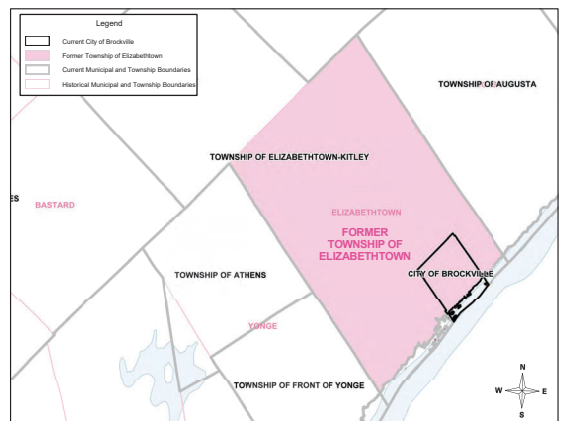 Legend
Current City of Brockville
Former Township of Elizabethtown
Current Municipal and Township Boundaries
Historical Municipal and Township Boundaries
TOWNSHIP OF AUGUSTA
TOWNSHIP OF ELIZABETHTOWN-KITLEY
ES
BASTARD
ELIZABETHTOWN
FORMER
TOWNSHIP OF
ELIZABETHTOWN
TOWNSHIP OF ATHENS
CITY OF BROCKVILLE
YONGE
TOWNSHIP OF FRONT OF YONGE
N
W
E
S